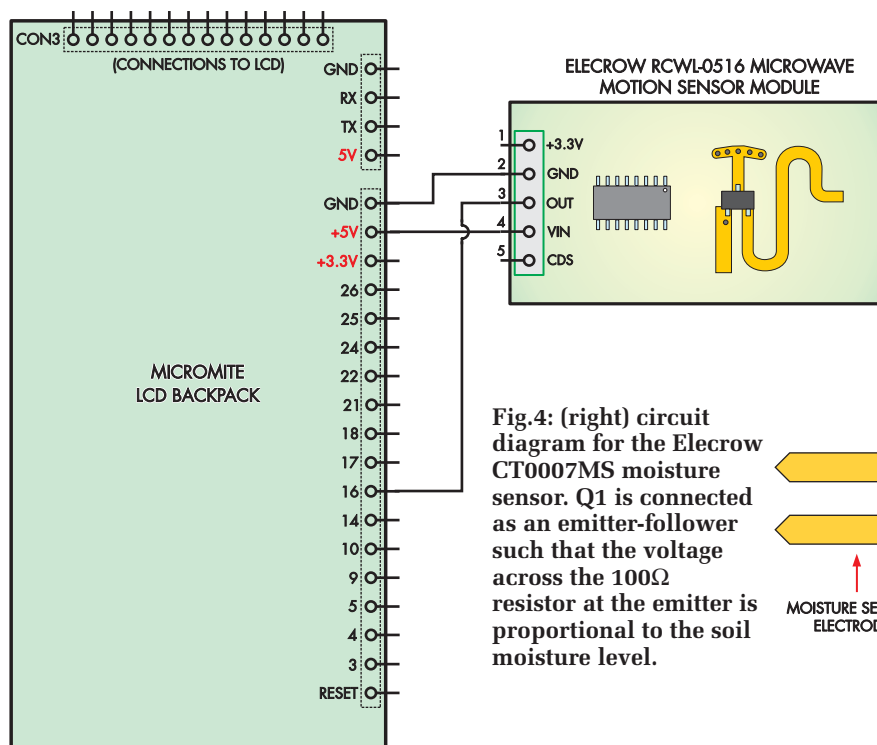 CON3
(CONNECTIONS TO LCD)
GND
RX
TX
5V
GND
+5V
+3.3V
26
25
24
22
21
18
17
16
14
10
9
5
4
3
RESET
MICROMITE
LCD BACKPACK
ELECROW RCWL-0516 MICROWAVE
MOTION SENSOR MODULE
1 +3.3V
2 GND
3 OUT
4 VIN
5 CDS
Fig.4: (right) circuit
diagram for the Elecrow
CT0007MS moisture
sensor. Q1 is connected
as an emitter-follower
such that the voltage
across the 100Ω
resistor at the emitter is
proportional to the soil
moisture level.
MOISTURE SE
ELECTROD